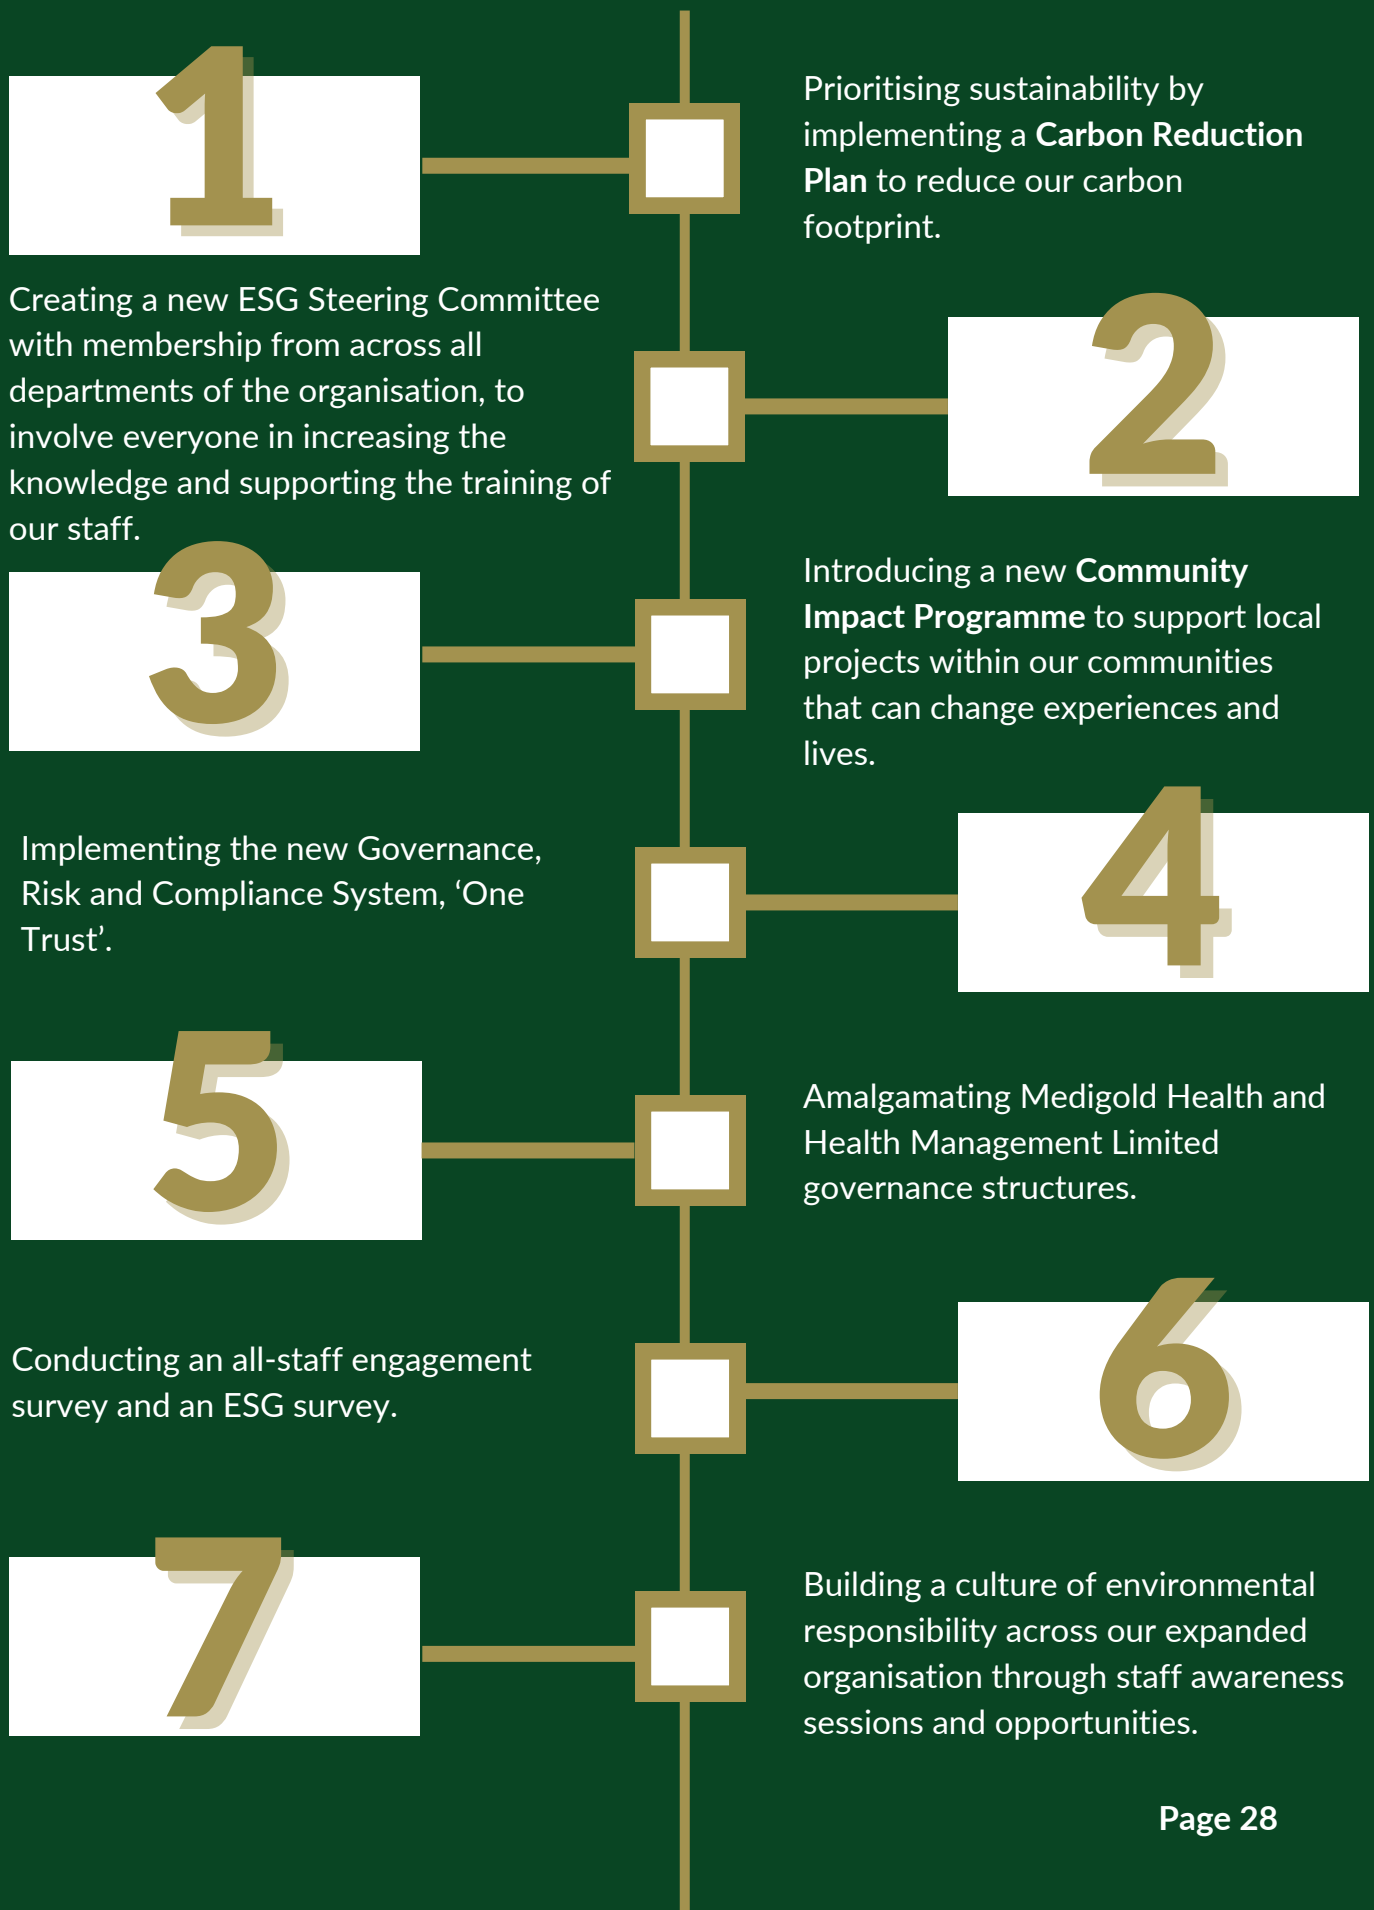 1
Prioritising sustainability by
implementing a Carbon Reduction
Plan to reduce our carbon
footprint.
2
Creating a new ESG Steering Committee
with membership from across all
departments of the organisation, to
involve everyone in increasing the
knowledge and supporting the training of
our staff.
3
Introducing a new Community
Impact Programme to support local
projects within our communities
that can change experiences and
lives.
4
Implementing the new Governance,
Risk and Compliance System, ‘One
Trust’.
5
Amalgamating Medigold Health and
Health Management Limited
governance structures.
6
Conducting an all-staff engagement
survey and an ESG survey.
7
Building a culture of environmental
responsibility across our expanded
organisation through staff awareness
sessions and opportunities.
Page 28